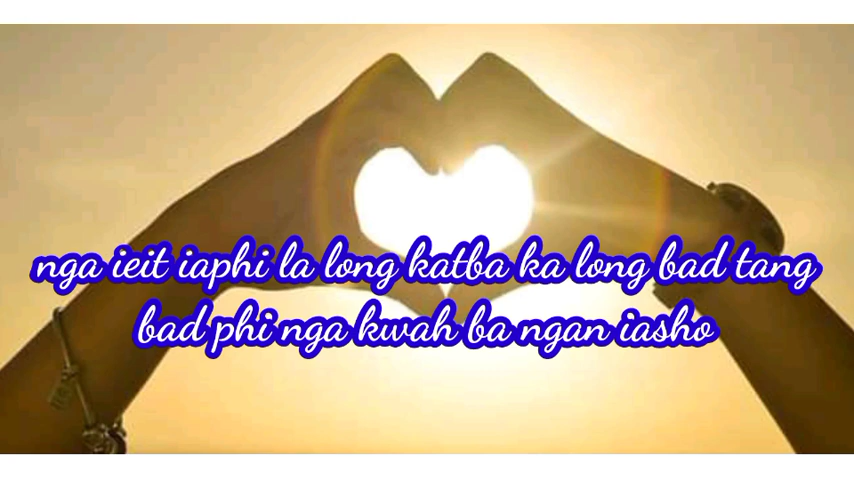 nga ieit iaphi la long katba ka long bad tang
bad phi nga kwah ba ngan iasho